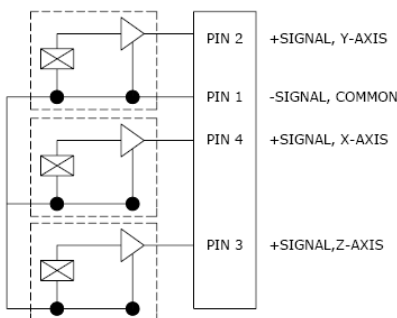 PIN 2 +SIGNAL, Y-AXIS
PIN 1 -SIGNAL, COMMON
PIN 4 +SIGNAL, X-AXIS
PIN 3 +SIGNAL,Z-AXIS